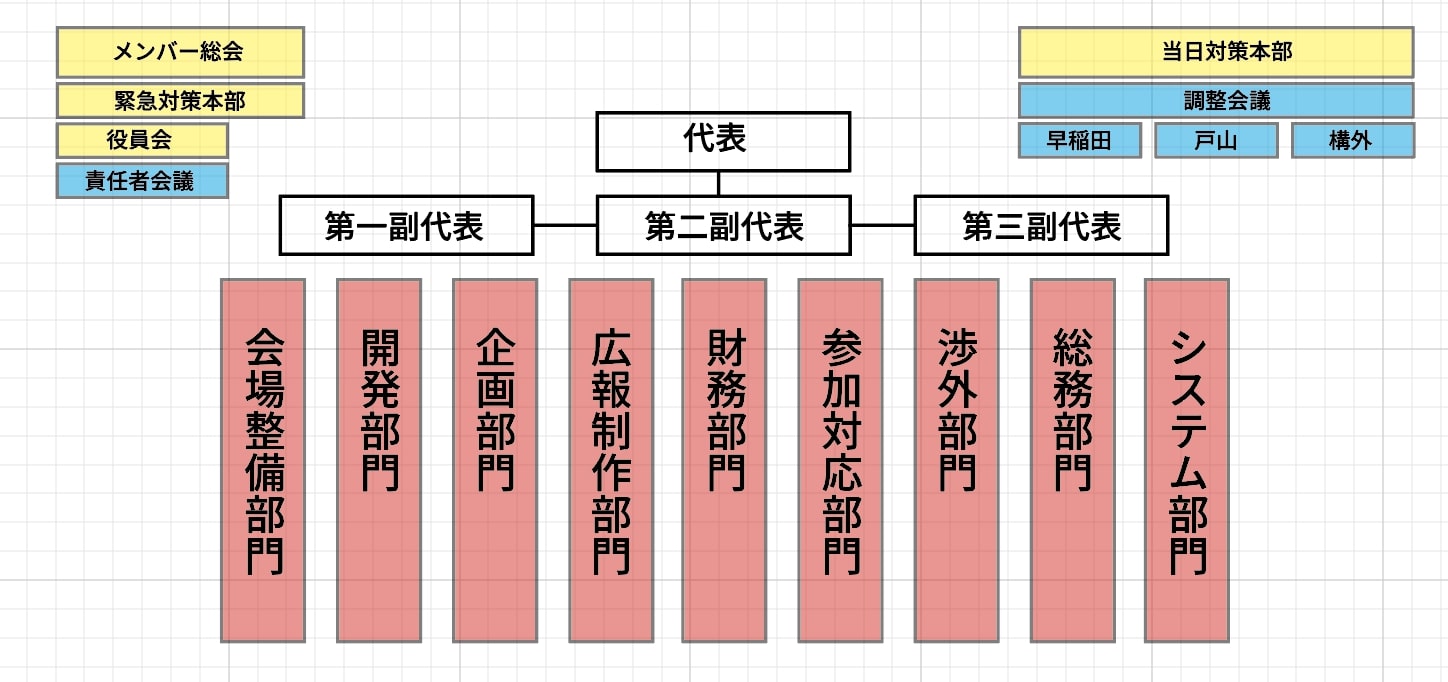 メンバー総会
緊急対策本部
役員会
責任者会議
当日対策本部
調整会議
早稲田
戸山
構外
代表
第一副代表
第二副代表
第三副代表
会場整備部門
開発部門
企画部門
広報制作部門
財務部門
参加対応部門
渉外部門
総務部門
システム部門